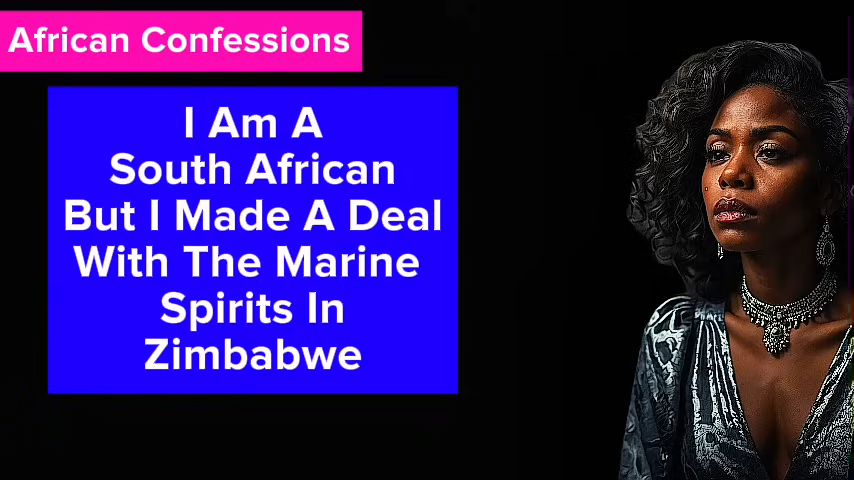 African Confessions
I Am A
South African
But I Made A Deal
With The Marine
Spirits In
Zimbabwe